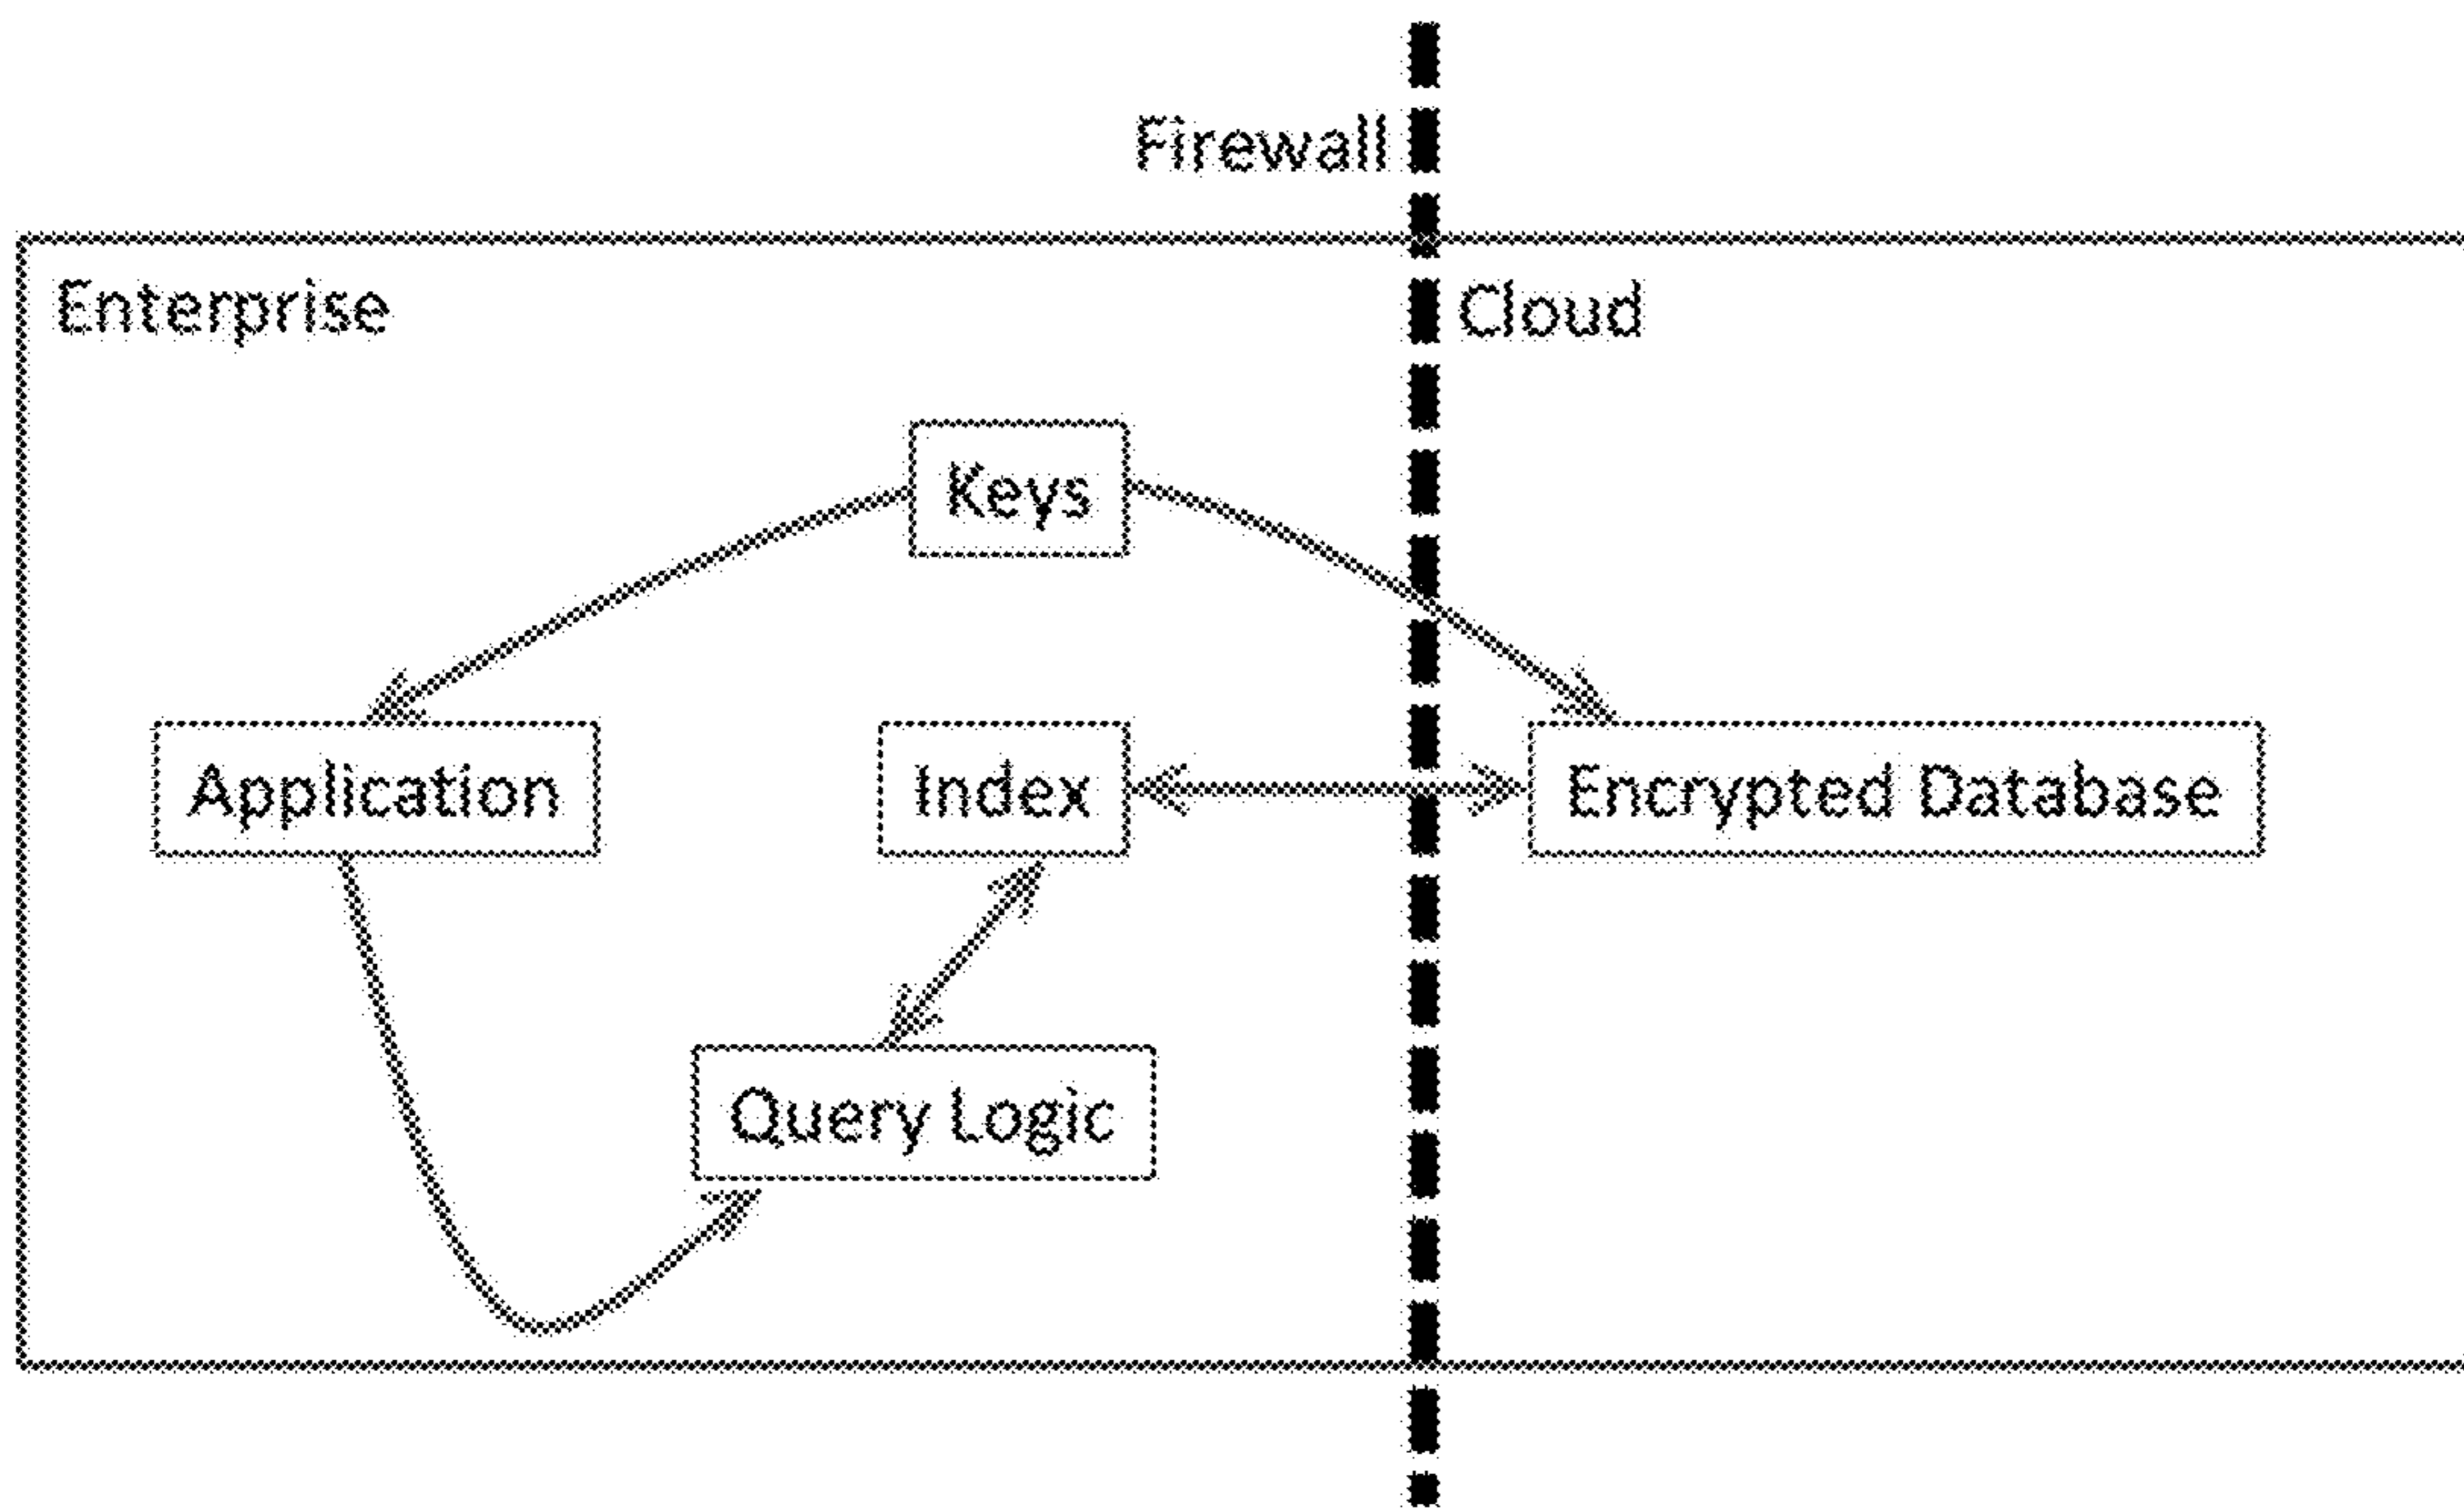 Firewall
Enterprise
Cloud
Keys
Application
Index
Encrypted Database
Query Logic